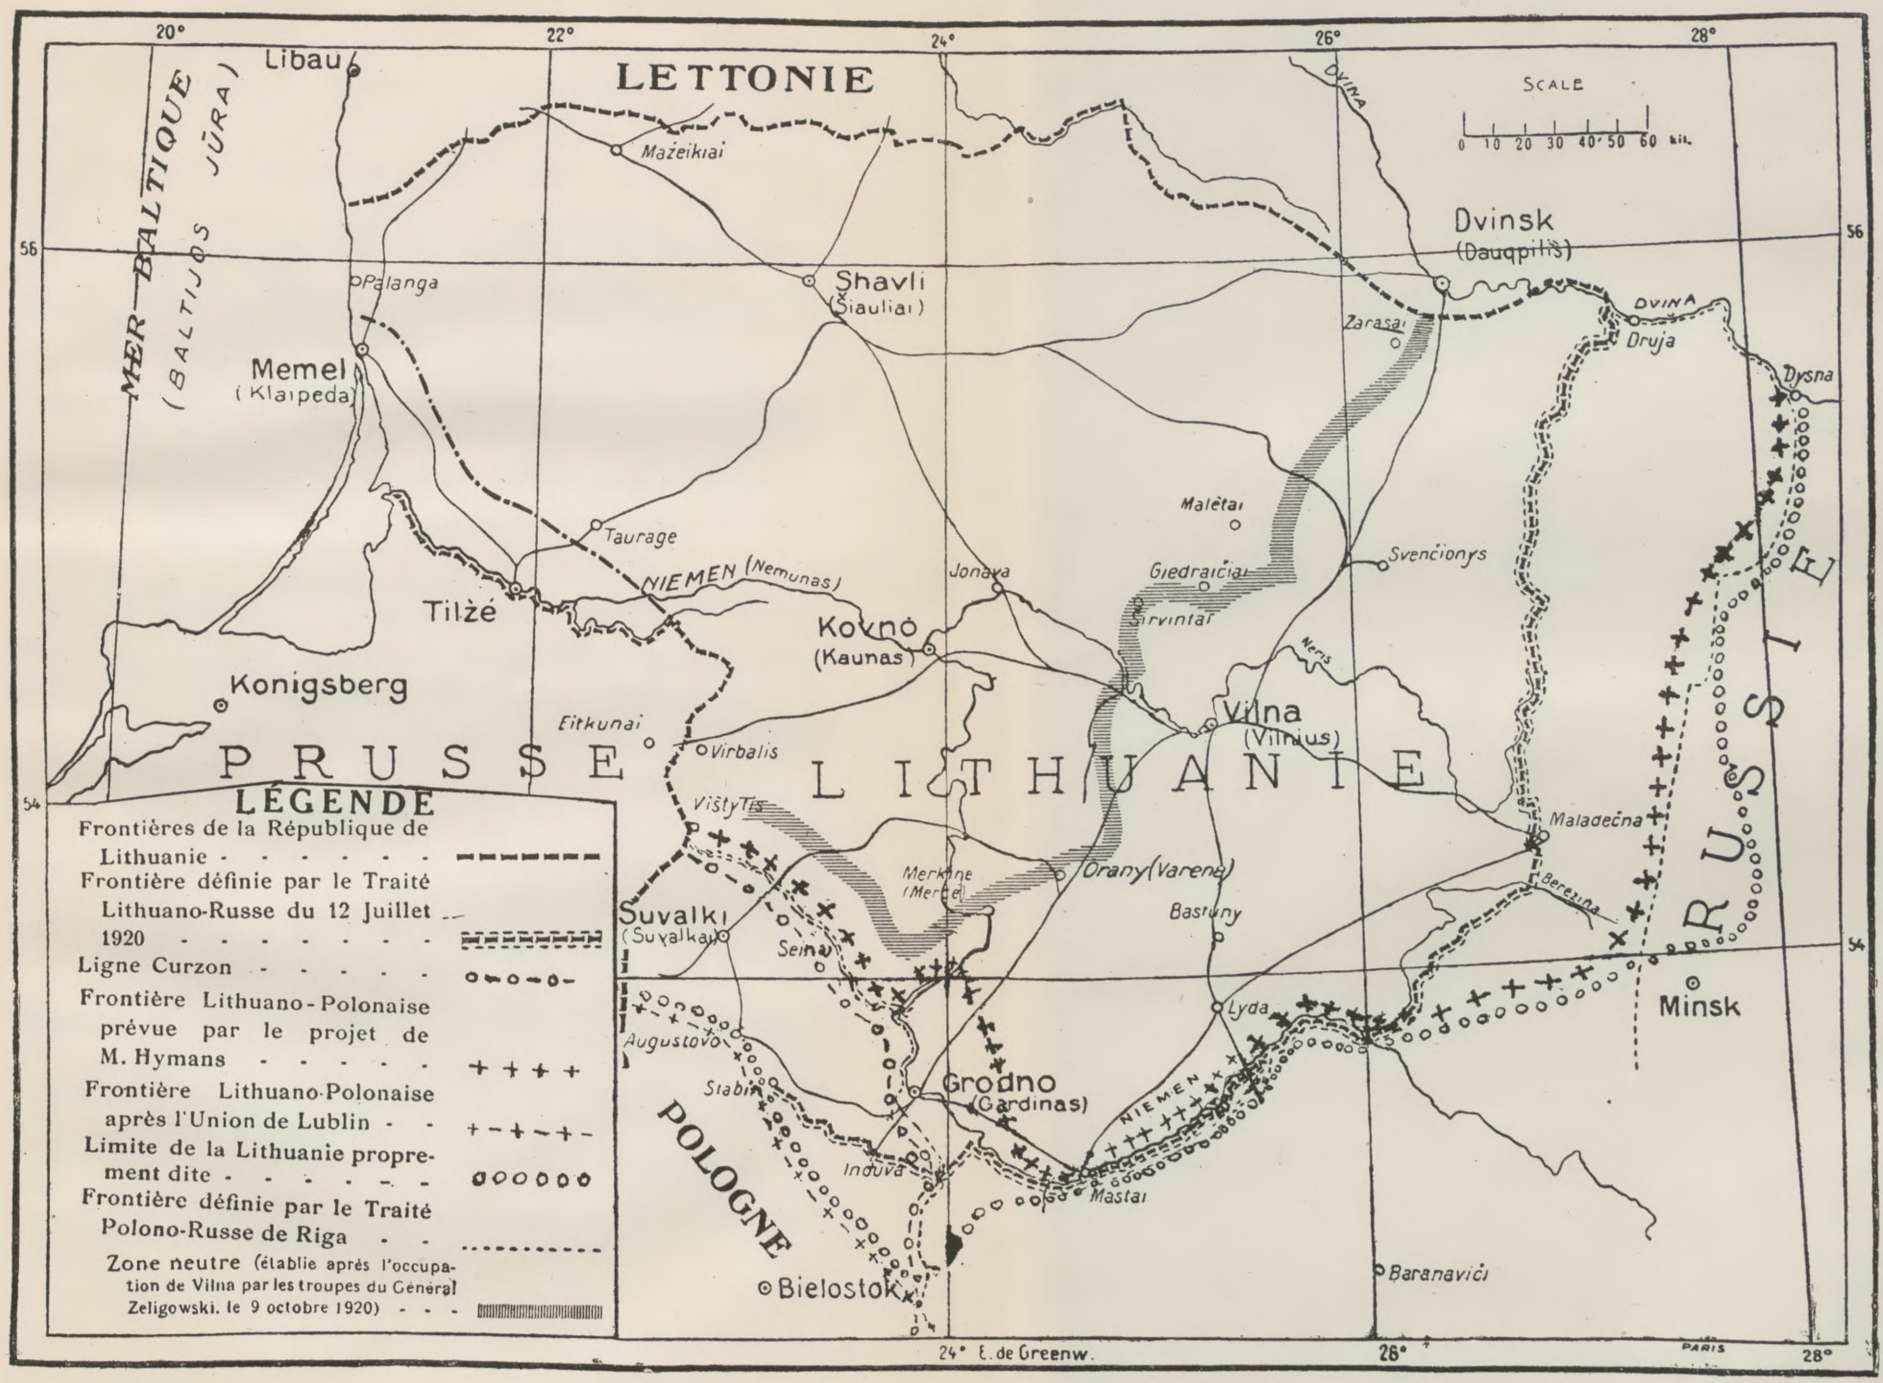 20°
22°
24°
26°
28°
Libau
LETTONIE
DVINA
SCALE
0 10 20 30 40 50 60 kil.
MER BALTIQUE
(BALTIJOS JŪRA)
Mažeikiai
Dvinsk
(Dauqpilis)
56
56
Palanga
Shavli
(Šiauliai)
DVINA
Zarasai
Druja
Memel
(Klaipeda)
Dysna
Malėtai
Taurage
Svenčionys
NIEMEN (Nemunas)
Jonava
Giedraičiai
Tilžė
Širvintai
Kovno
(Kaunas)
Neris
Konigsberg
Eitkunai
Virbalis
Vilna
(Vilnius)
PRUSSE
LITHUANIE
RUSSIE
54
LÉGENDE
Frontières de la République de
Lithuanie - - - - - -
Frontière définie par le Traité
Lithuano-Russe du 12 Juillet
1920 - - - - - -
Ligne Curzon - - - - -
Frontière Lithuano-Polonaise
prévue par le projet de
M. Hymans - - - - -
Frontière Lithuano-Polonaise
après l'Union de Lublin - -
Limite de la Lithuanie propre-
ment dite - - - - - -
Frontière définie par le Traité
Polono-Russe de Riga - -
Zone neutre (établie après l'occupa-
tion de Vilna par les troupes du Général
Zeligowski. le 9 octobre 1920) - - -
VištyTis
Maladečna
Merkine
(Merče)
Orany (Varena)
Berezina
Suvalki
(Suvalkai)
Bastuny
Seinai
54
Minsk
Lyda
Augustovo
Stabin
Grodno
(Gardinas)
NIEMEN
POLOGNE
Induva
Mastai
Bielostok
Baranaviči
24° E. de Greenw.
26°
PARIS
28°